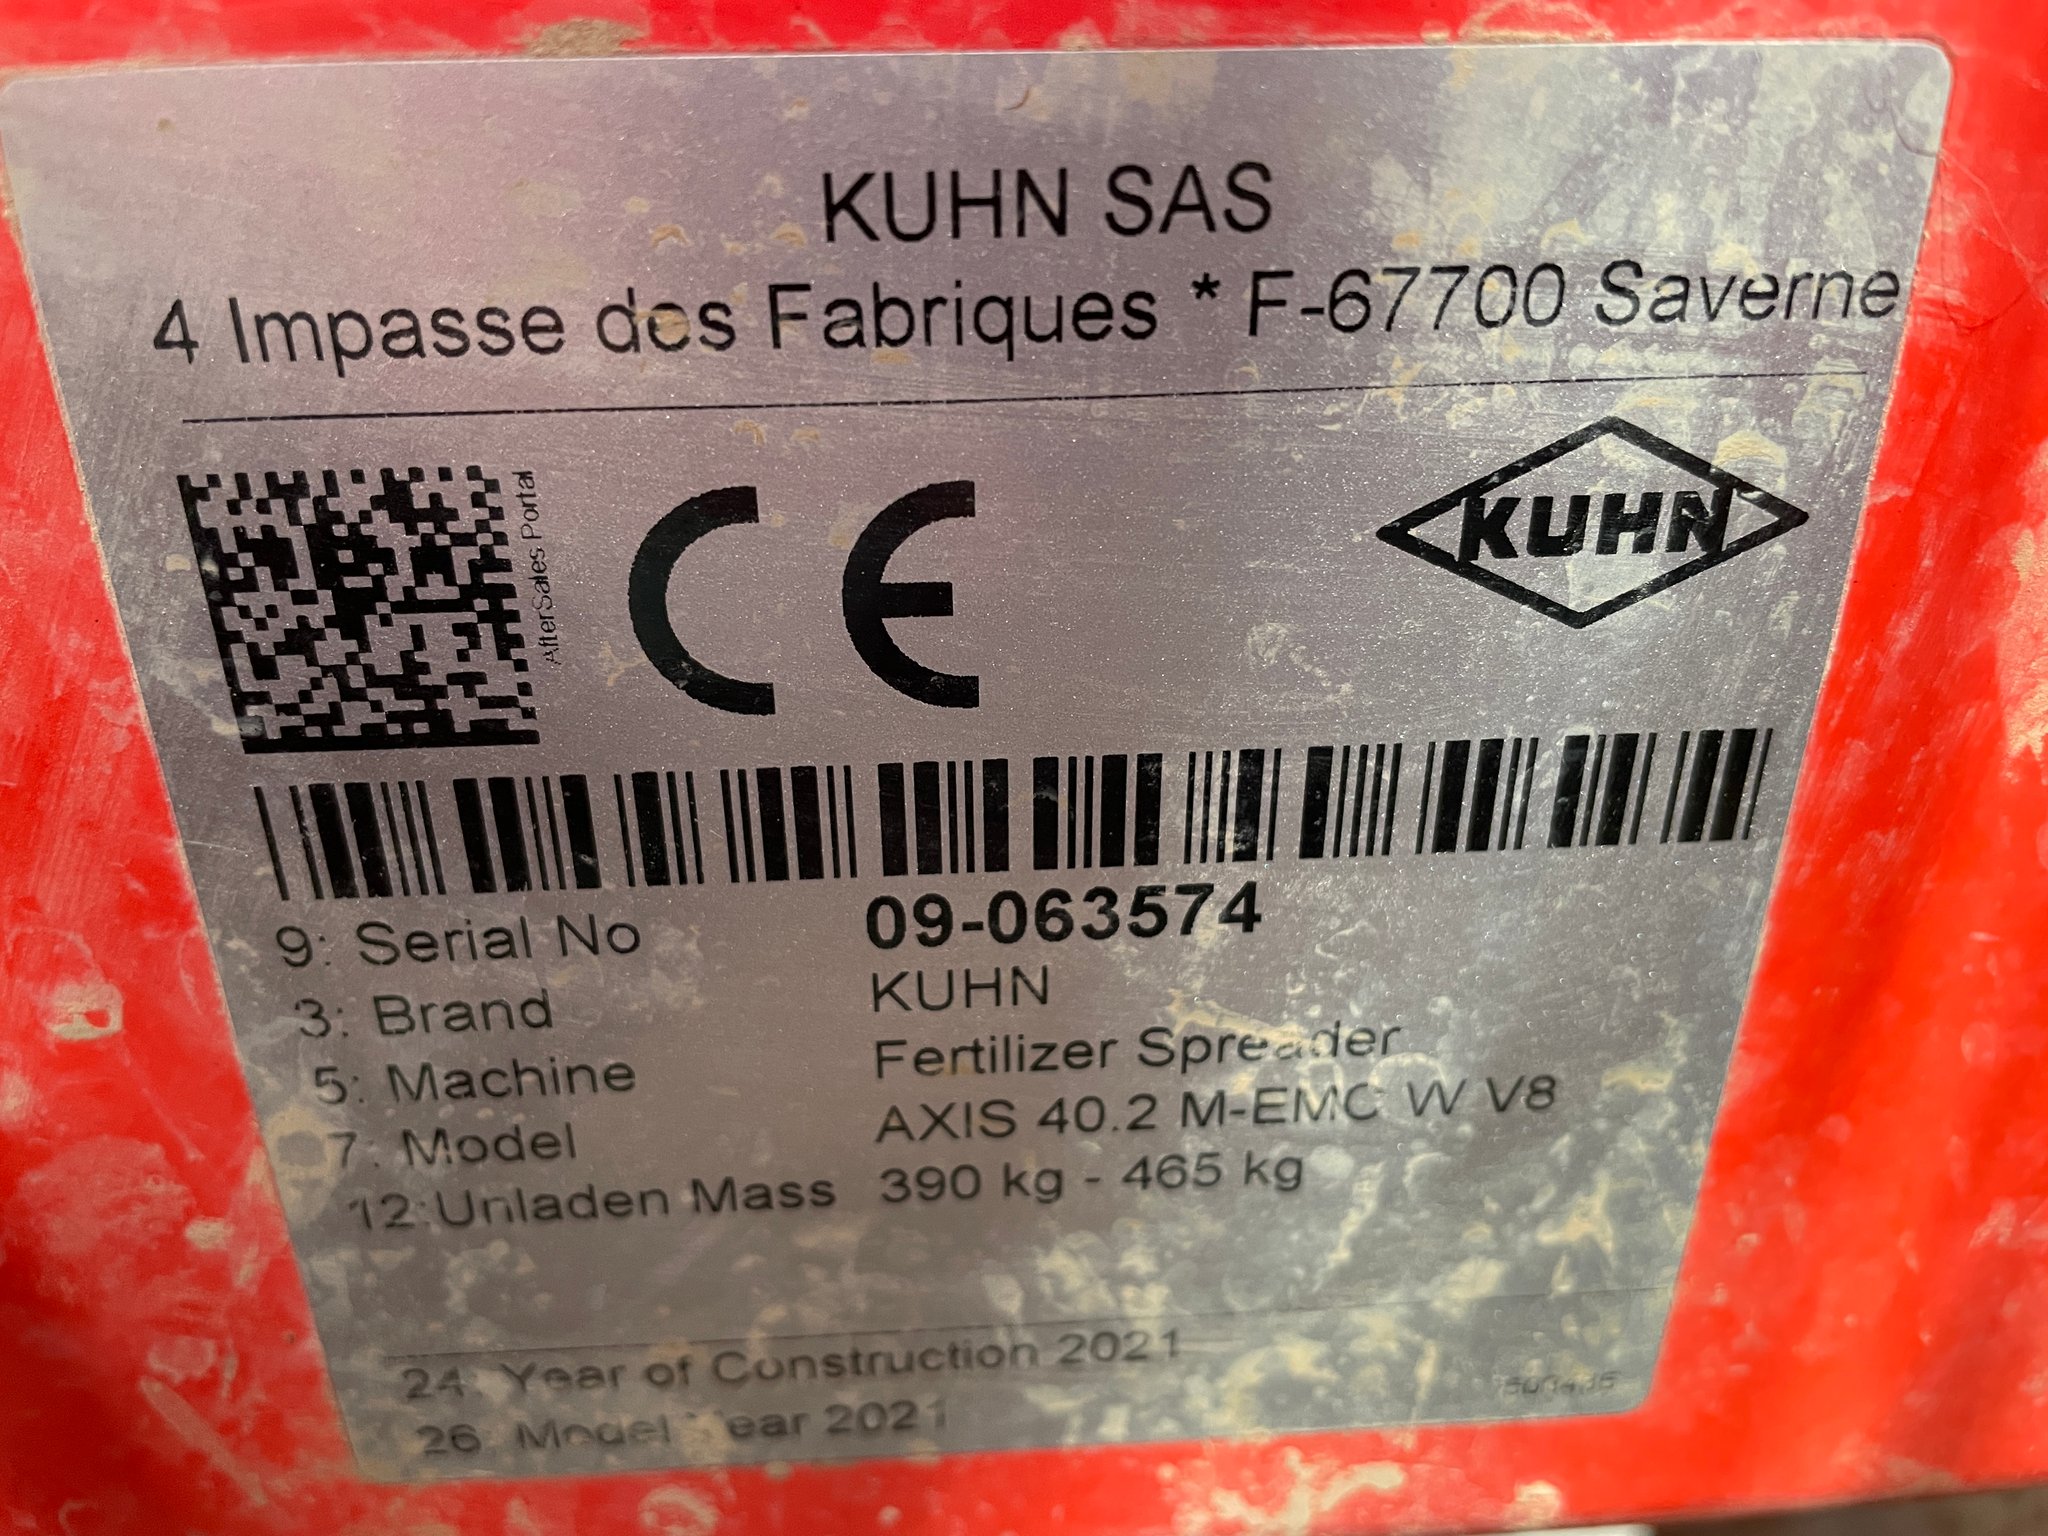 KUHN SAS
4 Impasse des Fabriques * F-67700 Saverne
AfterSales Portal
CE
KUHN
9: Serial No 09-063574
3: Brand KUHN
5: Machine Fertilizer Spreader
7: Model AXIS 40.2 M-EMC W V8
12:Unladen Mass 390 kg - 465 kg
24: Year of Construction 2021
26: Model Year 2021